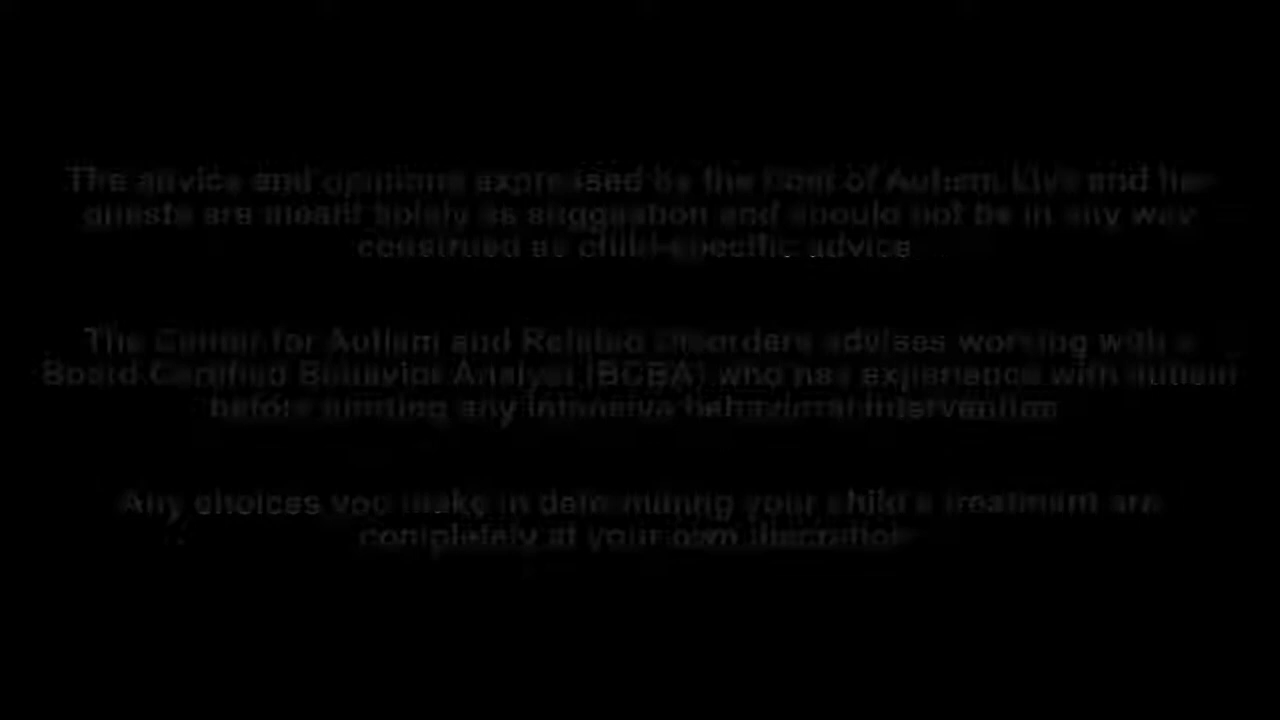 The advice and opinions expressed by the host of Autism Live and her
guests are meant solely as suggestion and should not be in any way
construed as child-specific advice.
The Center for Autism and Related Disorders advises working with a
Board Certified Behavior Analyst (BCBA) who has experience with autism
before starting any intensive behavioral intervention.
Any choices you make in determining your child's treatment are
completely at your own discretion.